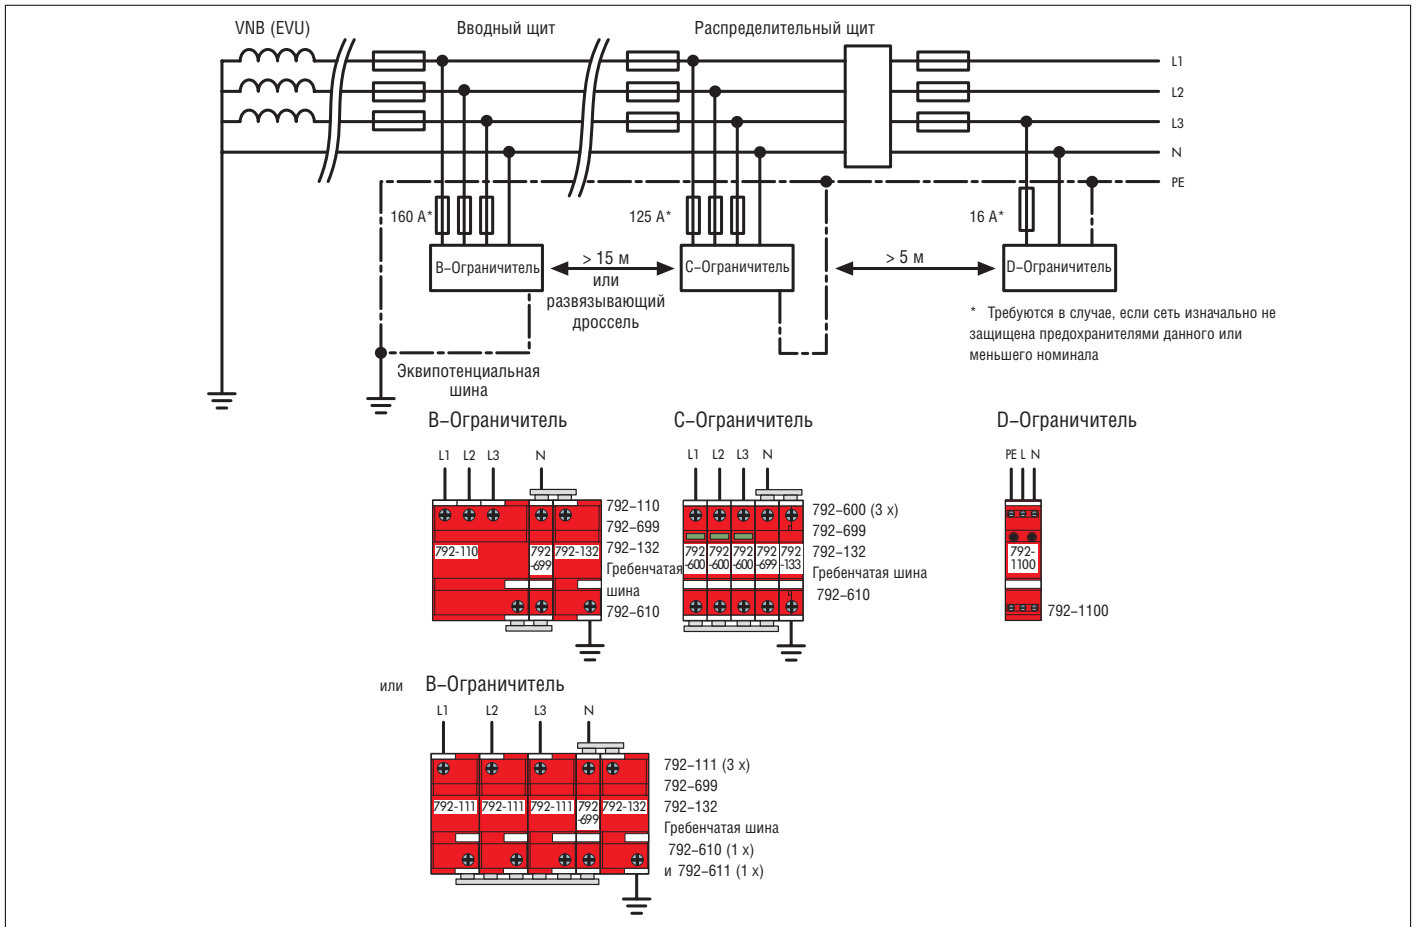 VNB (EVU)
Вводный щит
Распределительный щит
L1
L2
L3
N
PE
160 А*
125 А*
16 А*
В–Ограничитель
> 15 м
или
развязывающий
дроссель
С–Ограничитель
> 5 м
D–Ограничитель
* Требуются в случае, если сеть изначально не
защищена предохранителями данного или
меньшего номинала
Эквипотенциальная
шина
В–Ограничитель
L1 L2 L3 N
792-110
792
-699
792-132
792–110
792–699
792–132
Гребенчатая
шина
792–610
С–Ограничитель
L1 L2 L3 N
792
-600
792
-600
792
-600
792
-699
792
-133
792–600 (3 x)
792–699
792–132
Гребенчатая шина
792–610
D–Ограничитель
PE L N
792-
1100
792–1100
или В–Ограничитель
L1 L2 L3 N
792-111
792-111
792-111
792
-699
792-132
792–111 (3 x)
792–699
792–132
Гребенчатая шина
792–610 (1 x)
и 792–611 (1 x)